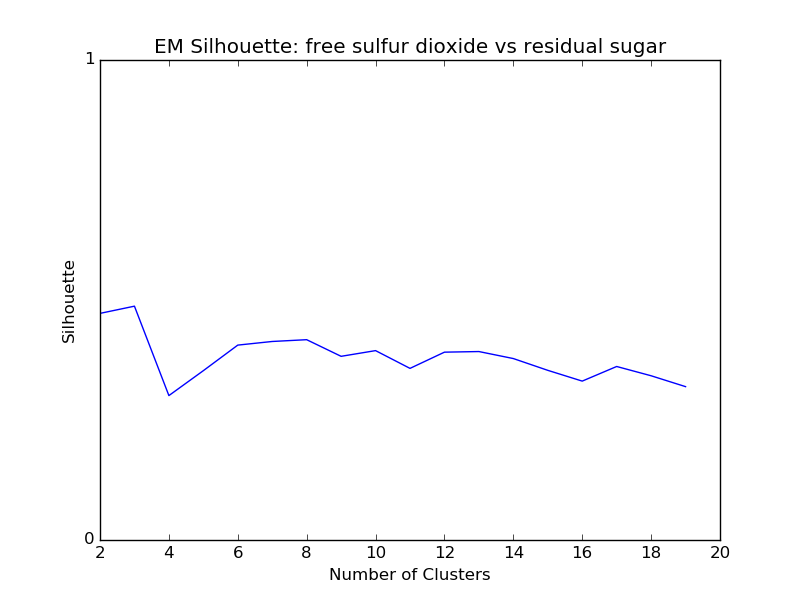 EM Silhouette: free sulfur dioxide vs residual sugar
1
Silhouette
0
2 4 6 8 10 12 14 16 18 20
Number of Clusters